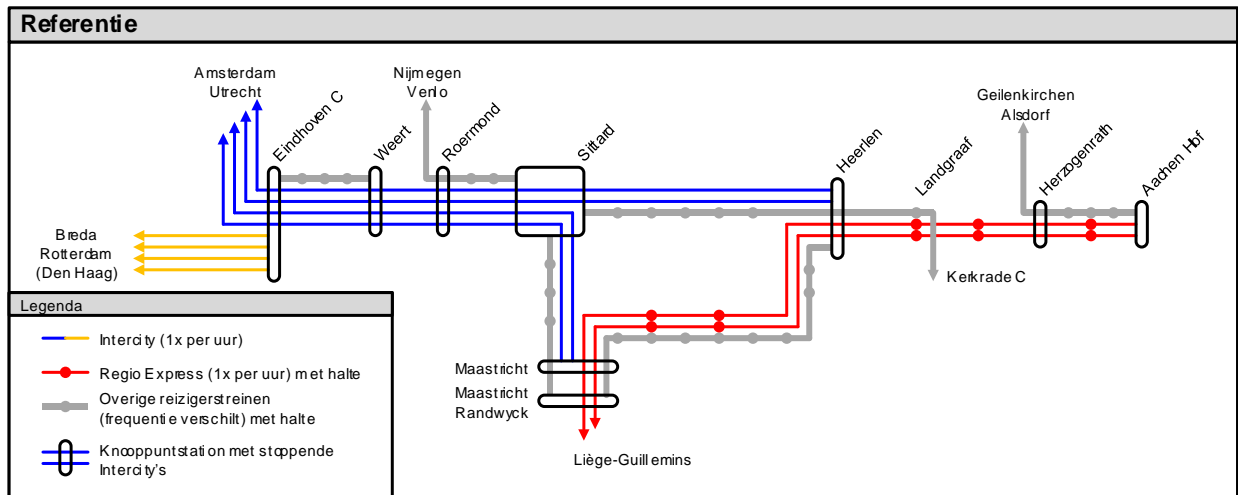 Referentie
Amsterdam
Utrecht
Eindhoven C
Weert
Nijmegen
Venlo
Roermond
Sittard
Heerlen
Landgraaf
Geilenkirchen
Alsdorf
Herzogenrath
Aachen Hbf
Breda
Rotterdam
(Den Haag)
Kerkrade C
Maastricht
Maastricht
Randwyck
Liège-Guillemins
Legenda
Intercity (1x per uur)
Regio Express (1x per uur) met halte
Overige reizigerstreinen
(frequentie verschilt) met halte
Knooppuntstation met stoppende
Intercity's